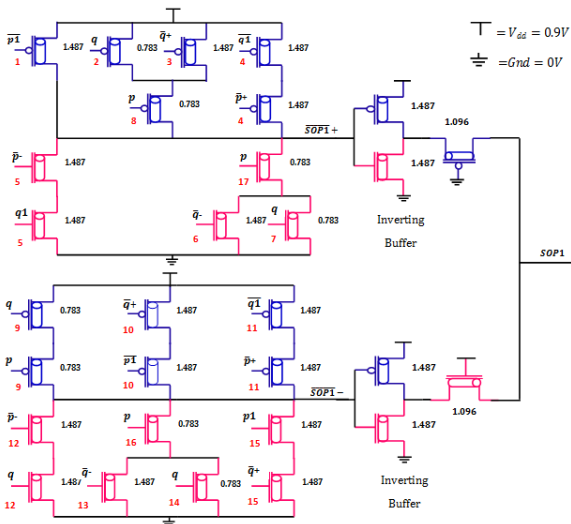 p̅1̅ 1.487 q 0.783 q̅+ 1.487 q̅1̅ 1.487
1 2 3 4
= V_dd = 0.9V
= Gnd = 0V
p 0.783 p̅+ 1.487
8 4
S̅O̅P̅1̅+ 1.487 1.096
p̅- 1.487 p 0.783 1.487
5 17
q1 1.487 q̅- 1.487 q 0.783
5 6 7
Inverting
Buffer
SOP1
q 0.783 q̅+ 1.487 q̅1̅ 1.487
9 10 11
p 0.783 p̅1̅ 1.487 p̅+ 1.487
9 10 11
S̅O̅P̅1̅− 1.487
1.096
p̅- 1.487 p 0.783 p1 1.487 1.487
12 16 15
q 1.48'/ q̅- 1.487 q 0.783 q̅+ 1.487
12 13 14 15
Inverting
Buffer